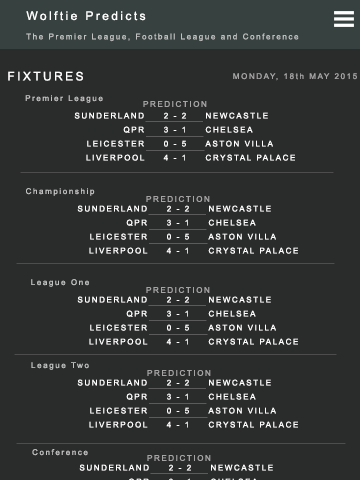 Wolftie Predicts
The Premier League, Football League and Conference
FIXTURES
MONDAY, 18th MAY 2015
Premier League
PREDICTION
SUNDERLAND 2 - 2 NEWCASTLE
QPR 3 - 1 CHELSEA
LEICESTER 0 - 5 ASTON VILLA
LIVERPOOL 4 - 1 CRYSTAL PALACE
Championship
PREDICTION
SUNDERLAND 2 - 2 NEWCASTLE
QPR 3 - 1 CHELSEA
LEICESTER 0 - 5 ASTON VILLA
LIVERPOOL 4 - 1 CRYSTAL PALACE
League One
PREDICTION
SUNDERLAND 2 - 2 NEWCASTLE
QPR 3 - 1 CHELSEA
LEICESTER 0 - 5 ASTON VILLA
LIVERPOOL 4 - 1 CRYSTAL PALACE
League Two
PREDICTION
SUNDERLAND 2 - 2 NEWCASTLE
QPR 3 - 1 CHELSEA
LEICESTER 0 - 5 ASTON VILLA
LIVERPOOL 4 - 1 CRYSTAL PALACE
Conference
PREDICTION
SUNDERLAND 2 - 2 NEWCASTLE